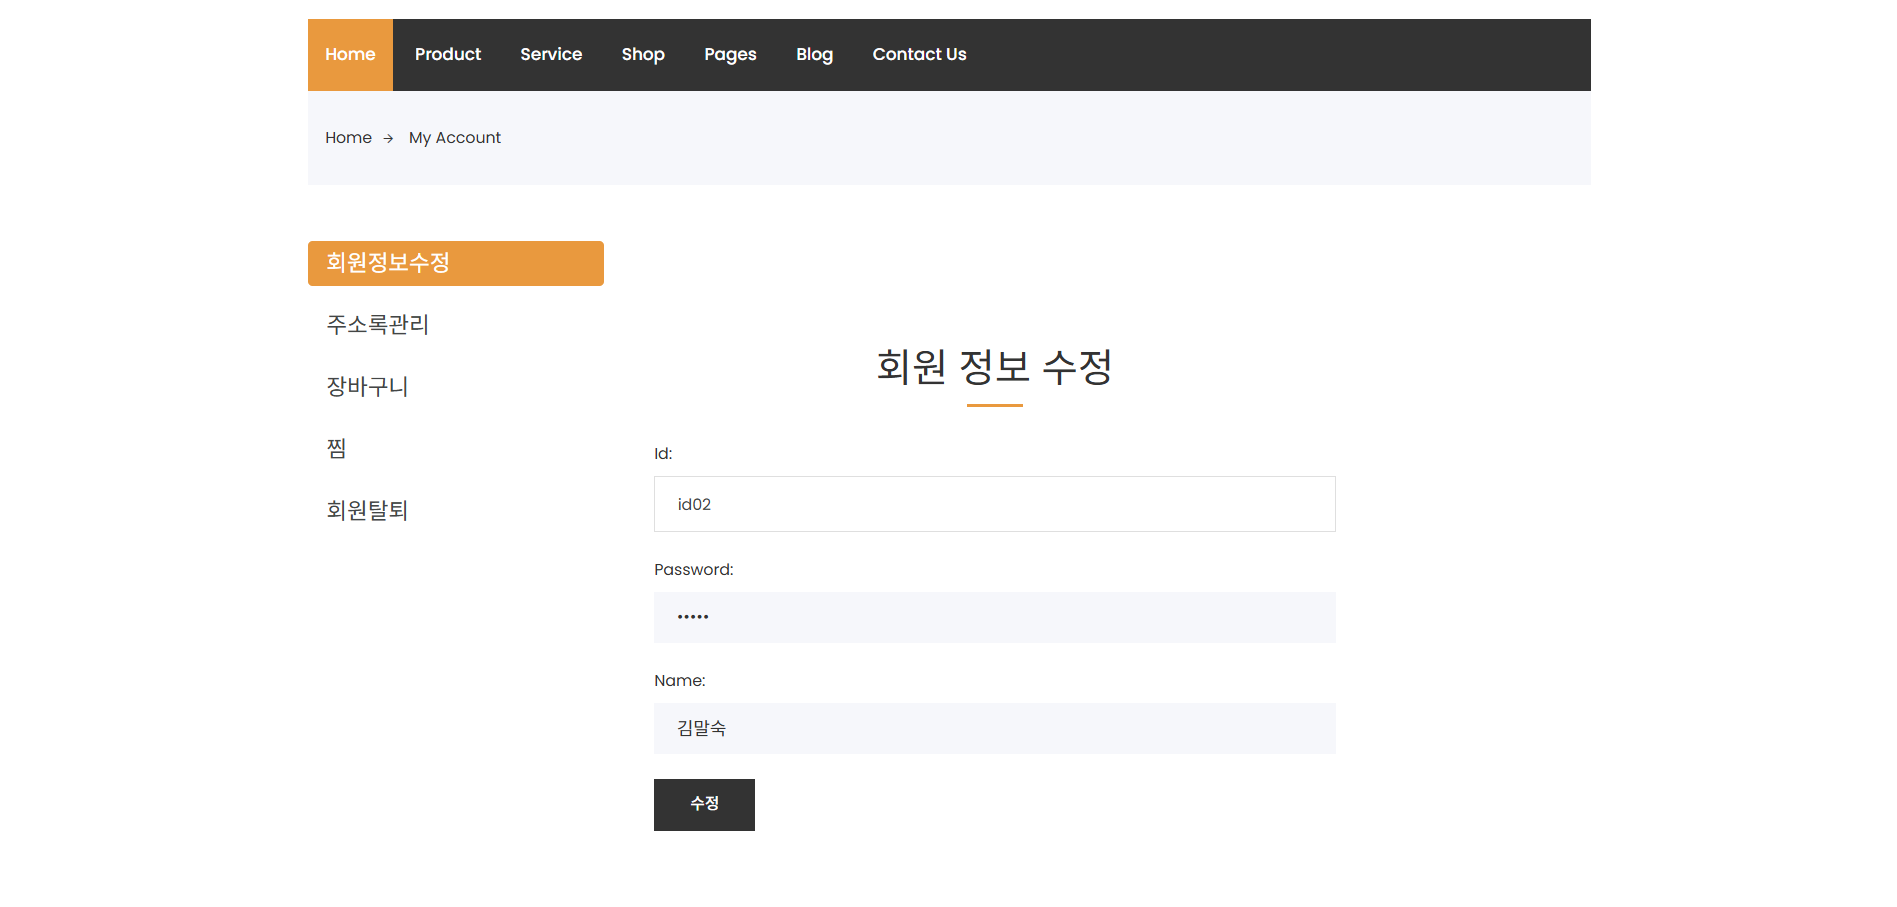 Home Product Service Shop Pages Blog Contact Us
Home → My Account
회원정보수정
주소록관리
장바구니
찜
회원탈퇴
회원 정보 수정
Id:
id02
Password:
•••••
Name:
김말숙
수정